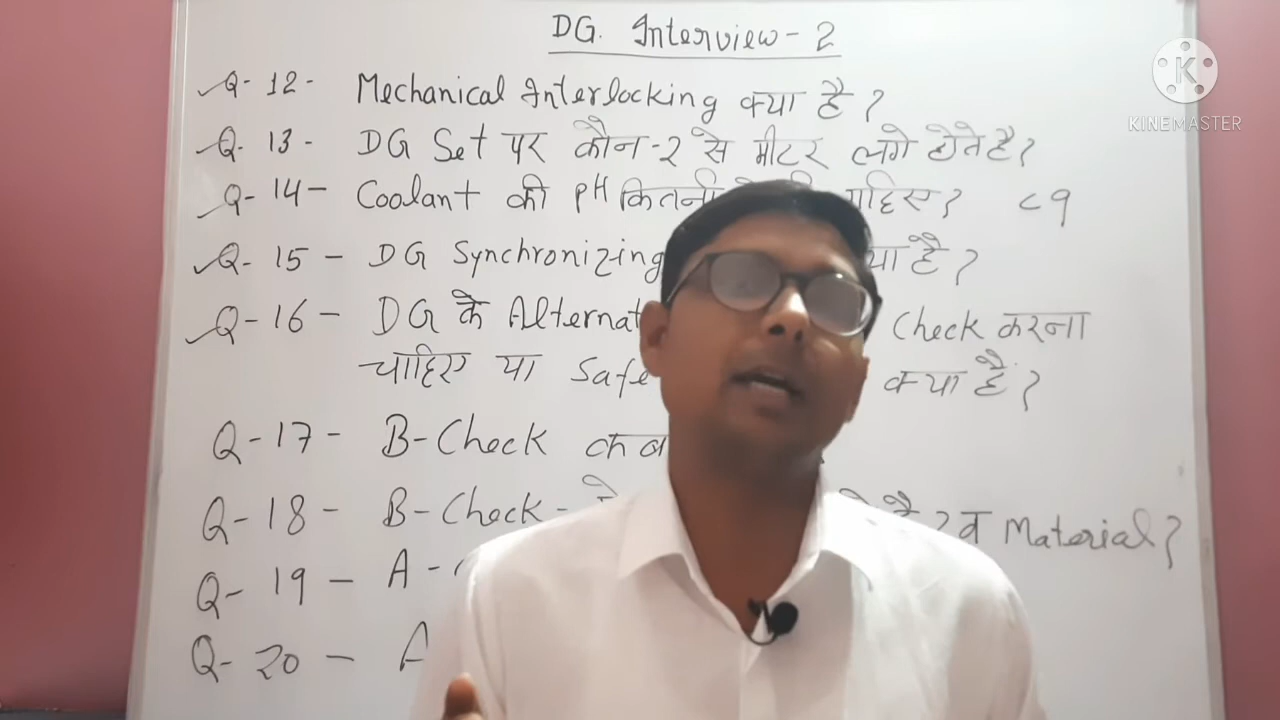 DG. Interview - 2
Q - 12 - Mechanical Interlocking क्या है ?
Q - 13 - DG Set पर कौन-2 से मीटर लगे होते है ?
Q - 14 - Coolant की PH कितनी चाहिए ? < 9
Q - 15 - DG Synchronizing क्या है ?
Q - 16 - DG के Check करना
चाहिए या Safe क्या है ?
Q - 17 - B-Check कब
Q - 18 - B-Check - है ? व Material ?
Q - 19 - A -
Q - 20 - A
K
KINEMASTER